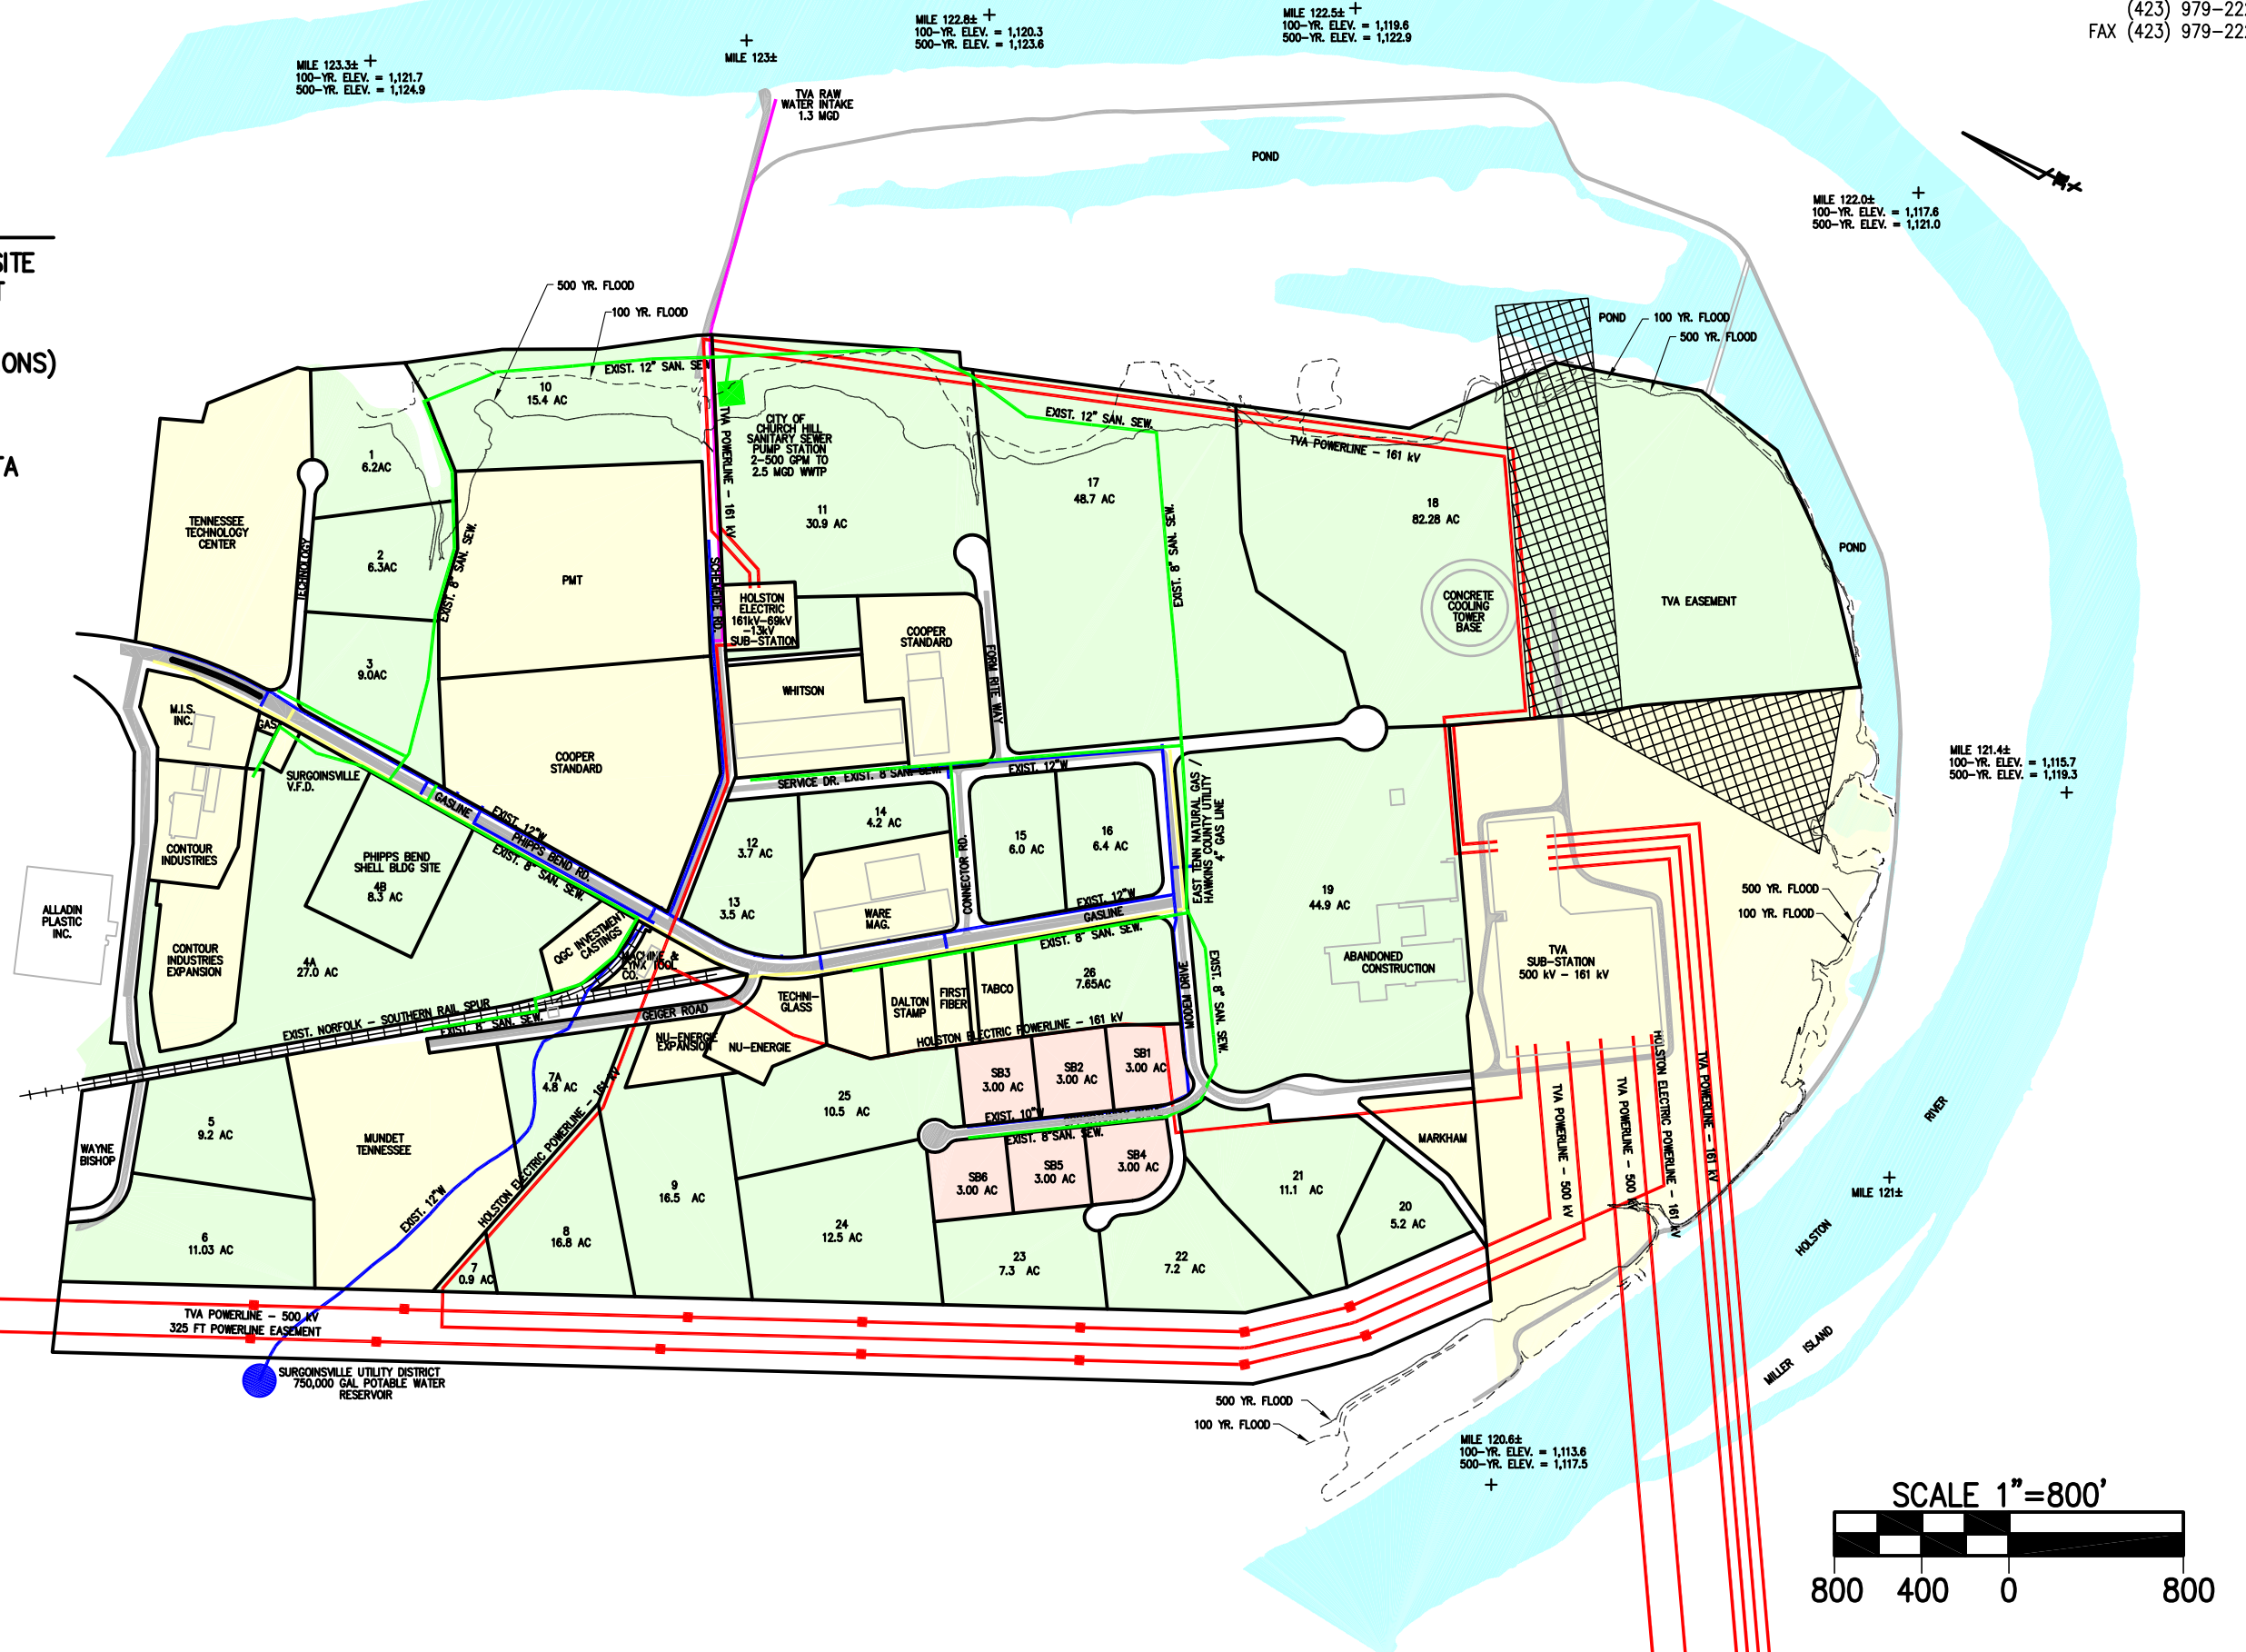 (423) 979-222
FAX (423) 979-222
MILE 123.3±
100-YR. ELEV. = 1,121.7
500-YR. ELEV. = 1,124.9
MILE 123±
MILE 122.8±
100-YR. ELEV. = 1,120.3
500-YR. ELEV. = 1,123.6
MILE 122.5±
100-YR. ELEV. = 1,119.6
500-YR. ELEV. = 1,122.9
TVA RAW
WATER INTAKE
1.3 MGD
POND
MILE 122.0±
100-YR. ELEV. = 1,117.6
500-YR. ELEV. = 1,121.0
SITE
T
ONS)
TA
500 YR. FLOOD
100 YR. FLOOD
POND
100 YR. FLOOD
500 YR. FLOOD
EXIST. 12" SAN. SEW.
10
15.4 AC
CITY OF
CHURCH HILL
SANITARY SEWER
PUMP STATION
2-500 GPM TO
2.5 MGD WWTP
TVA POWERLINE - 161 kV
EXIST. 12" SAN. SEW.
TVA POWERLINE - 161 kV
1
6.2AC
TENNESSEE
TECHNOLOGY
CENTER
TECHNOLOGY
2
6.3AC
EXIST. 8" SAN. SEW.
PMT
11
30.9 AC
17
48.7 AC
EXIST. 8" SAN. SEW.
18
82.28 AC
POND
TVA EASEMENT
CONCRETE
COOLING
TOWER
BASE
SCHEMEIDE RD.
HOLSTON
ELECTRIC
161kV-69kV
-13kV
SUB-STATION
COOPER
STANDARD
FORM RITE WAY
3
9.0AC
WHITSON
M.I.S.
INC.
GAS
SURGOINSVILLE
V.F.D.
COOPER
STANDARD
SERVICE DR.
EXIST. 8"SAN. SEW.
EXIST. 12"W
GASLINE
EXIST. 12"W
PHIPPS BEND RD.
EXIST. 8" SAN. SEW.
EAST TENN NATURAL GAS /
HAWKINS COUNTY UTILITY
4" GAS LINE
MILE 121.4±
100-YR. ELEV. = 1,115.7
500-YR. ELEV. = 1,119.3
CONTOUR
INDUSTRIES
PHIPPS BEND
SHELL BLDG SITE
4B
8.3 AC
12
3.7 AC
14
4.2 AC
15
6.0 AC
16
6.4 AC
CONNECTOR RD.
13
3.5 AC
WARE
MAG.
EXIST. 12"W
GASLINE
EXIST. 8" SAN. SEW.
19
44.9 AC
500 YR. FLOOD
100 YR. FLOOD
ALLADIN
PLASTIC
INC.
CONTOUR
INDUSTRIES
EXPANSION
4A
27.0 AC
QGC INVESTMENT
CASTINGS
MACHINE &
TOOL
CO.
ABANDONED
CONSTRUCTION
TVA
SUB-STATION
500 kV - 161 kV
EXIST. NORFOLK - SOUTHERN RAIL SPUR
EXIST. 8" SAN. SEW.
GEIGER ROAD
TECHNI-
GLASS
DALTON
STAMP
FIRST
FIBER
TABCO
26
7.65AC
MODEM DRIVE
EXIST. 8" SAN. SEW.
NU-ENERGIE
EXPANSION
NU-ENERGIE
HOLSTON ELECTRIC POWERLINE - 161 kV
SB3
3.00 AC
SB2
3.00 AC
SB1
3.00 AC
7A
4.8 AC
25
10.5 AC
EXIST. 10"W
EXIST. 8"SAN. SEW.
5
9.2 AC
WAYNE
BISHOP
MUNDET
TENNESSEE
HOLSTON ELECTRIC POWERLINE - 161 kV
EXIST. 12"W
MARKHAM
TVA POWERLINE - 500 kV
TVA POWERLINE - 500 kV
HOLSTON ELECTRIC POWERLINE - 161 kV
TVA POWERLINE - 161 kV
HOLSTON
RIVER
MILE 121±
SB6
3.00 AC
SB5
3.00 AC
SB4
3.00 AC
21
11.1 AC
20
5.2 AC
9
16.5 AC
6
11.03 AC
8
16.8 AC
24
12.5 AC
7
0.9 AC
23
7.3 AC
22
7.2 AC
TVA POWERLINE - 500 kV
325 FT POWERLINE EASEMENT
SURGOINSVILLE UTILITY DISTRICT
750,000 GAL POTABLE WATER
RESERVOIR
MILLER ISLAND
500 YR. FLOOD
100 YR. FLOOD
MILE 120.6±
100-YR. ELEV. = 1,113.6
500-YR. ELEV. = 1,117.5
SCALE 1"=800'
800 400 0 800